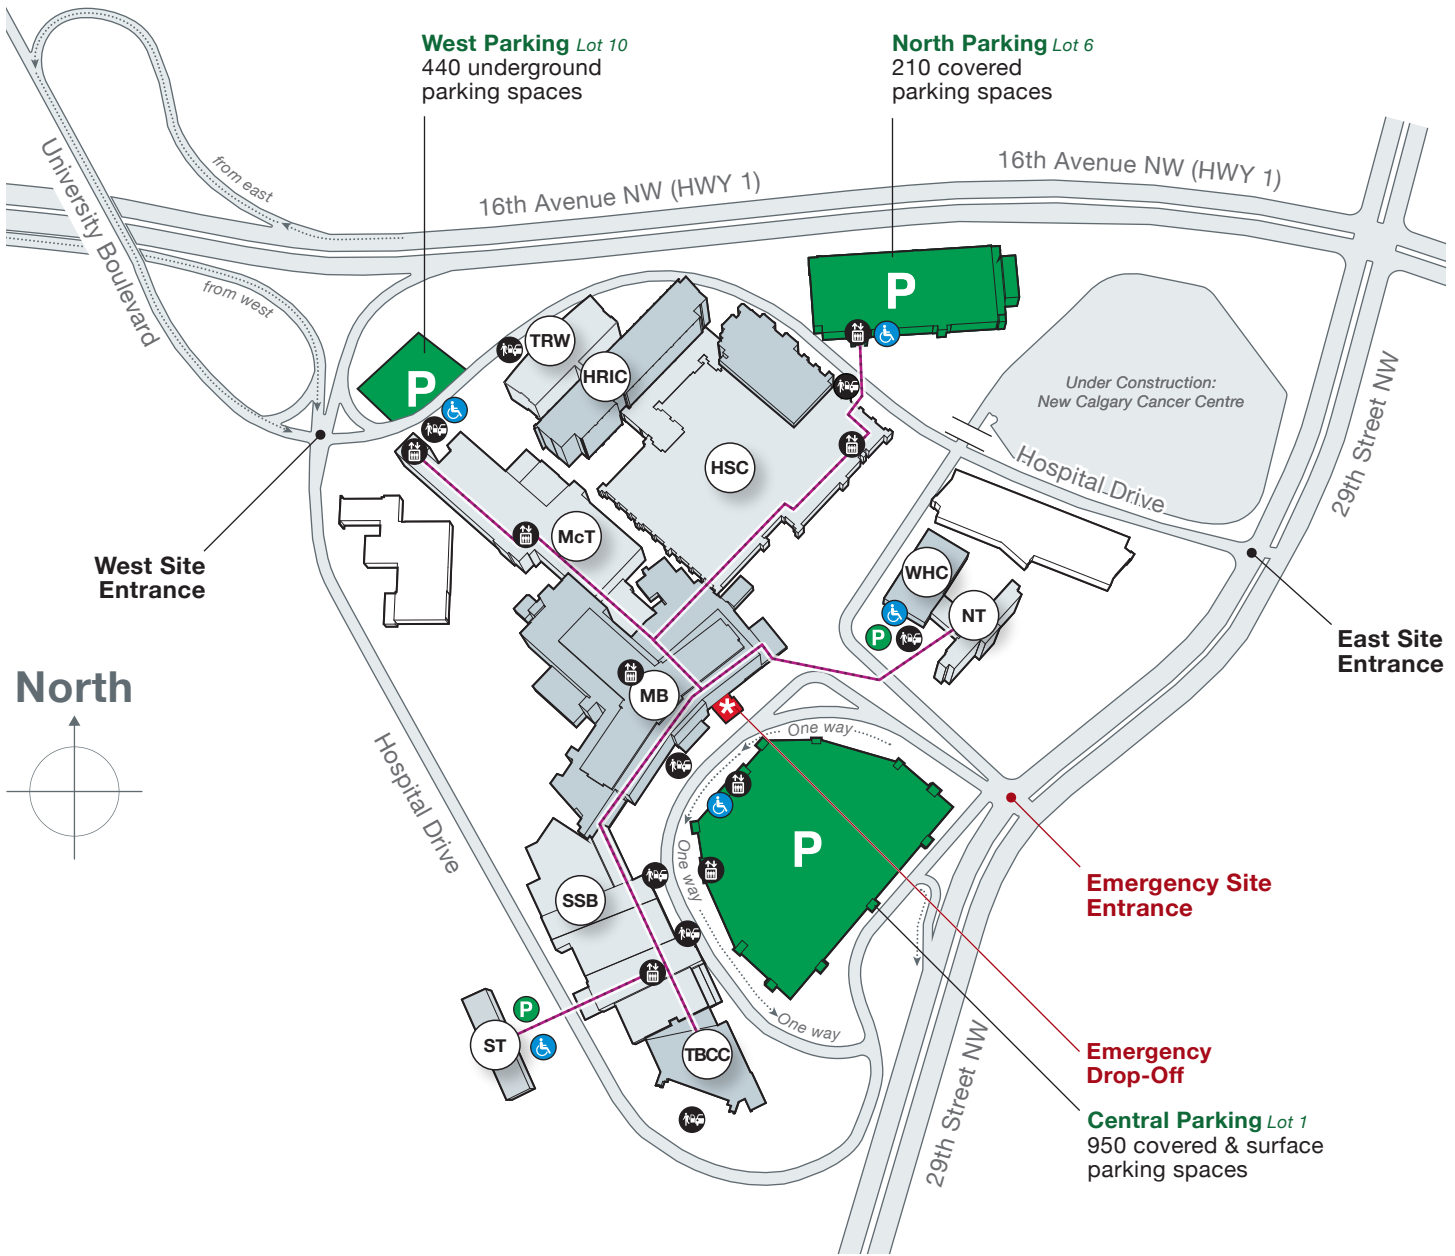 West Parking Lot 10
440 underground
parking spaces
North Parking Lot 6
210 covered
parking spaces
16th Avenue NW (HWY 1)
16th Avenue NW (HWY 1)
from east
University Boulevard
from west
P
P
TRW
HRIC
Under Construction:
New Calgary Cancer Centre
29th Street NW
HSC
Hospital Drive
McT
West Site
Entrance
WHC
NT
P
East Site
Entrance
North
MB
One way
Hospital Drive
P
One way
Emergency Site
Entrance
SSB
P
One way
ST
TBCC
Emergency
Drop-Off
29th Street NW
Central Parking Lot 1
950 covered & surface
parking spaces